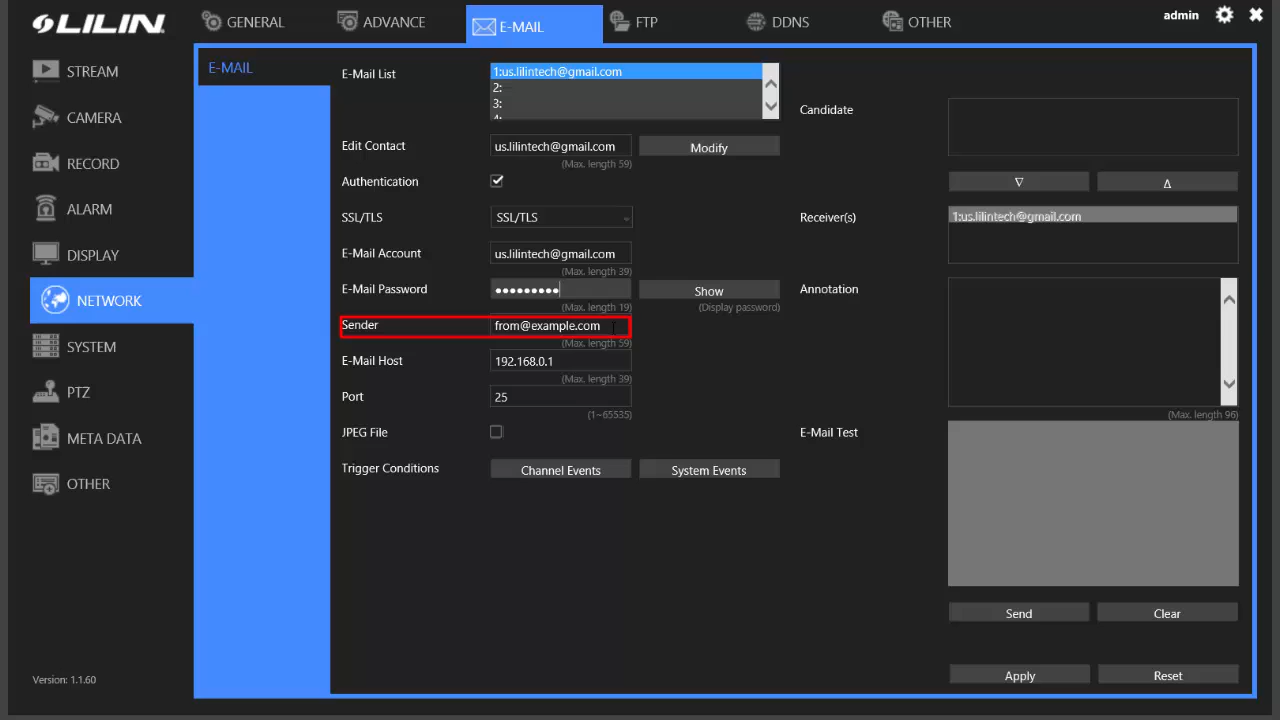 LILIN.
GENERAL
ADVANCE
E-MAIL
FTP
DDNS
OTHER
admin
STREAM
CAMERA
RECORD
ALARM
DISPLAY
NETWORK
SYSTEM
PTZ
META DATA
OTHER
Version: 1.1.60
E-MAIL
E-Mail List
1:us.lilintech@gmail.com
2:
3:
4:
Edit Contact
us.lilintech@gmail.com
Modify
(Max. length 59)
Authentication
SSL/TLS
SSL/TLS
E-Mail Account
us.lilintech@gmail.com
(Max. length 39)
E-Mail Password
●●●●●●●●●
Show
(Max. length 19)
(Display password)
Sender
from@example.com
(Max. length 59)
E-Mail Host
192.168.0.1
(Max. length 39)
Port
25
(1~65535)
JPEG File
Trigger Conditions
Channel Events
System Events
Candidate
∇
Δ
Receiver(s)
1:us.lilintech@gmail.com
Annotation
(Max. length 96)
E-Mail Test
Send
Clear
Apply
Reset